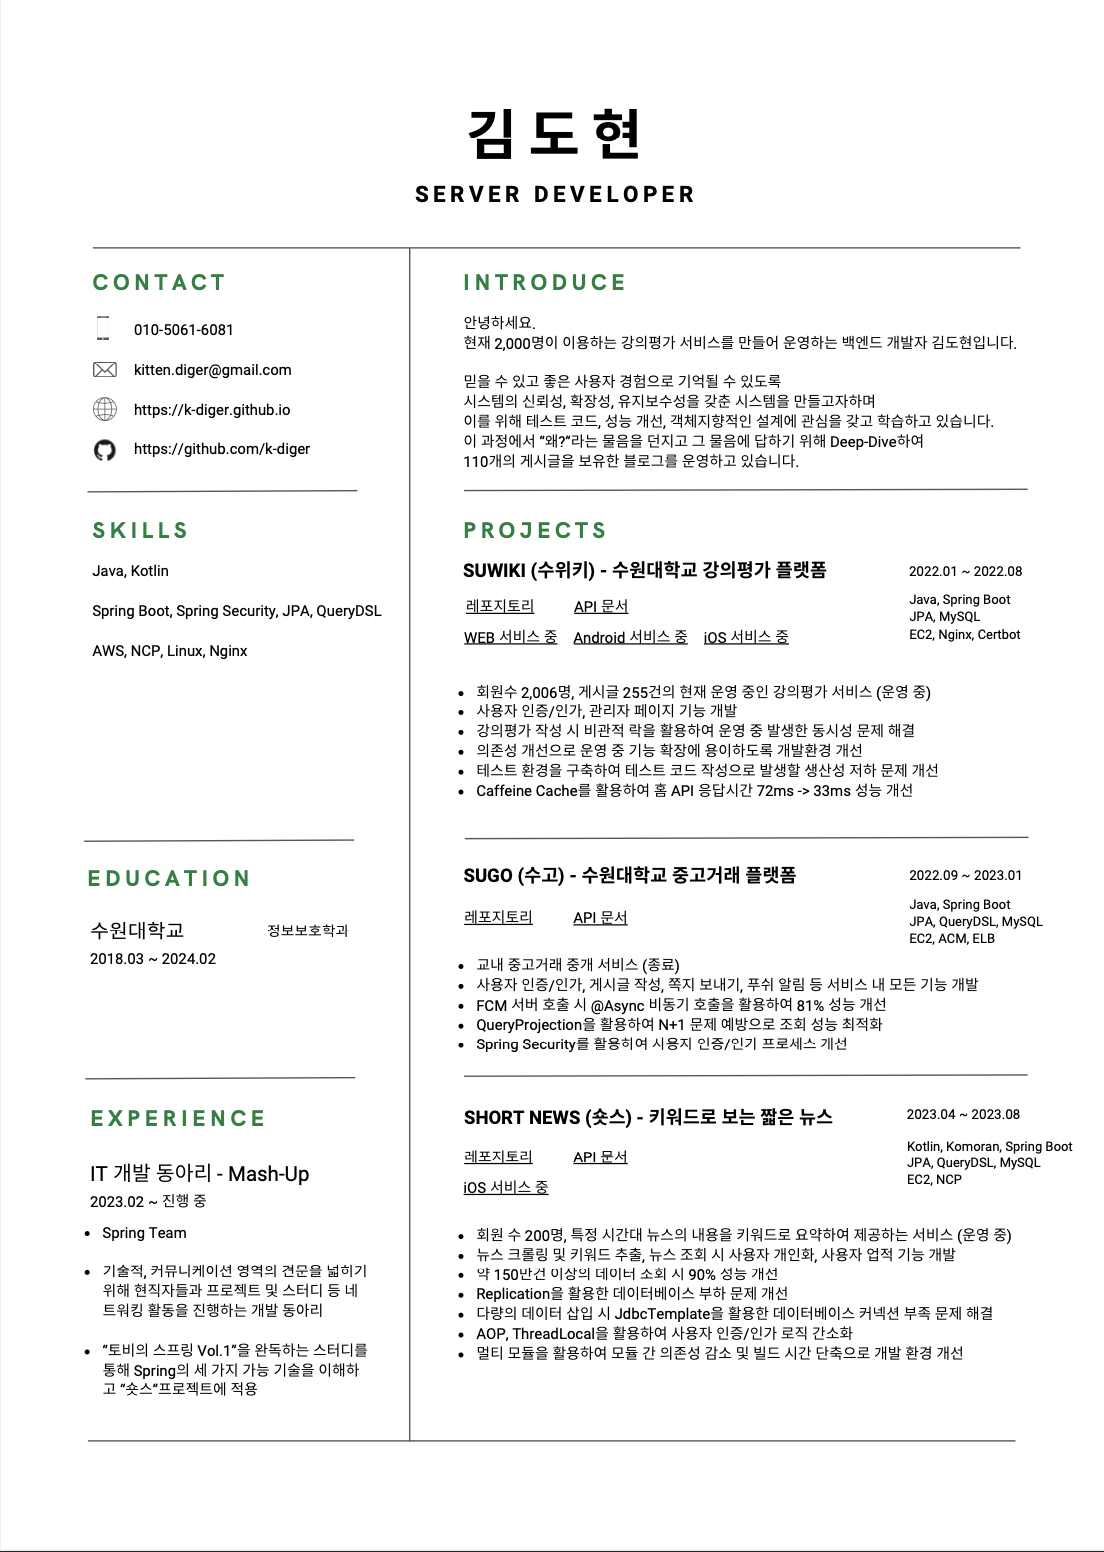 김도현
SERVER DEVELOPER
CONTACT
010-5061-6081
kitten.diger@gmail.com
https://k-diger.github.io
https://github.com/k-diger
SKILLS
Java, Kotlin
Spring Boot, Spring Security, JPA, QueryDSL
AWS, NCP, Linux, Nginx
EDUCATION
수원대학교 정보보호학과
2018.03 ~ 2024.02
EXPERIENCE
IT 개발 동아리 - Mash-Up
2023.02 ~ 진행 중
• Spring Team
• 기술적, 커뮤니케이션 영역의 견문을 넓히기
위해 현직자들과 프로젝트 및 스터디 등 네
트워킹 활동을 진행하는 개발 동아리
• “토비의 스프링 Vol.1”을 완독하는 스터디를
통해 Spring의 세 가지 가능 기술을 이해하
고 “숏스”프로젝트에 적용
INTRODUCE
안녕하세요.
현재 2,000명이 이용하는 강의평가 서비스를 만들어 운영하는 백엔드 개발자 김도현입니다.
믿을 수 있고 좋은 사용자 경험으로 기억될 수 있도록
시스템의 신뢰성, 확장성, 유지보수성을 갖춘 시스템을 만들고자하며
이를 위해 테스트 코드, 성능 개선, 객체지향적인 설계에 관심을 갖고 학습하고 있습니다.
이 과정에서 “왜?”라는 물음을 던지고 그 물음에 답하기 위해 Deep-Dive하여
110개의 게시글을 보유한 블로그를 운영하고 있습니다.
PROJECTS
SUWIKI (수위키) - 수원대학교 강의평가 플랫폼 2022.01 ~ 2022.08
레포지토리 API 문서
WEB 서비스 중 Android 서비스 중 iOS 서비스 중
Java, Spring Boot
JPA, MySQL
EC2, Nginx, Certbot
• 회원수 2,006명, 게시글 255건의 현재 운영 중인 강의평가 서비스 (운영 중)
• 사용자 인증/인가, 관리자 페이지 기능 개발
• 강의평가 작성 시 비관적 락을 활용하여 운영 중 발생한 동시성 문제 해결
• 의존성 개선으로 운영 중 기능 확장에 용이하도록 개발환경 개선
• 테스트 환경을 구축하여 테스트 코드 작성으로 발생할 생산성 저하 문제 개선
• Caffeine Cache를 활용하여 홈 API 응답시간 72ms -> 33ms 성능 개선
SUGO (수고) - 수원대학교 중고거래 플랫폼 2022.09 ~ 2023.01
레포지토리 API 문서
Java, Spring Boot
JPA, QueryDSL, MySQL
EC2, ACM, ELB
• 교내 중고거래 중개 서비스 (종료)
• 사용자 인증/인가, 게시글 작성, 쪽지 보내기, 푸쉬 알림 등 서비스 내 모든 기능 개발
• FCM 서버 호출 시 @Async 비동기 호출을 활용하여 81% 성능 개선
• QueryProjection을 활용하여 N+1 문제 예방으로 조회 성능 최적화
• Spring Security를 활용하여 사용자 인증/인가 프로세스 개선
SHORT NEWS (숏스) - 키워드로 보는 짧은 뉴스 2023.04 ~ 2023.08
레포지토리 API 문서
iOS 서비스 중
Kotlin, Komoran, Spring Boot
JPA, QueryDSL, MySQL
EC2, NCP
• 회원 수 200명, 특정 시간대 뉴스의 내용을 키워드로 요약하여 제공하는 서비스 (운영 중)
• 뉴스 크롤링 및 키워드 추출, 뉴스 조회 시 사용자 개인화, 사용자 업적 기능 개발
• 약 150만건 이상의 데이터 조회 시 90% 성능 개선
• Replication을 활용한 데이터베이스 부하 문제 개선
• 다량의 데이터 삽입 시 JdbcTemplate을 활용한 데이터베이스 커넥션 부족 문제 해결
• AOP, ThreadLocal을 활용하여 사용자 인증/인가 로직 간소화
• 멀티 모듈을 활용하여 모듈 간 의존성 감소 및 빌드 시간 단축으로 개발 환경 개선